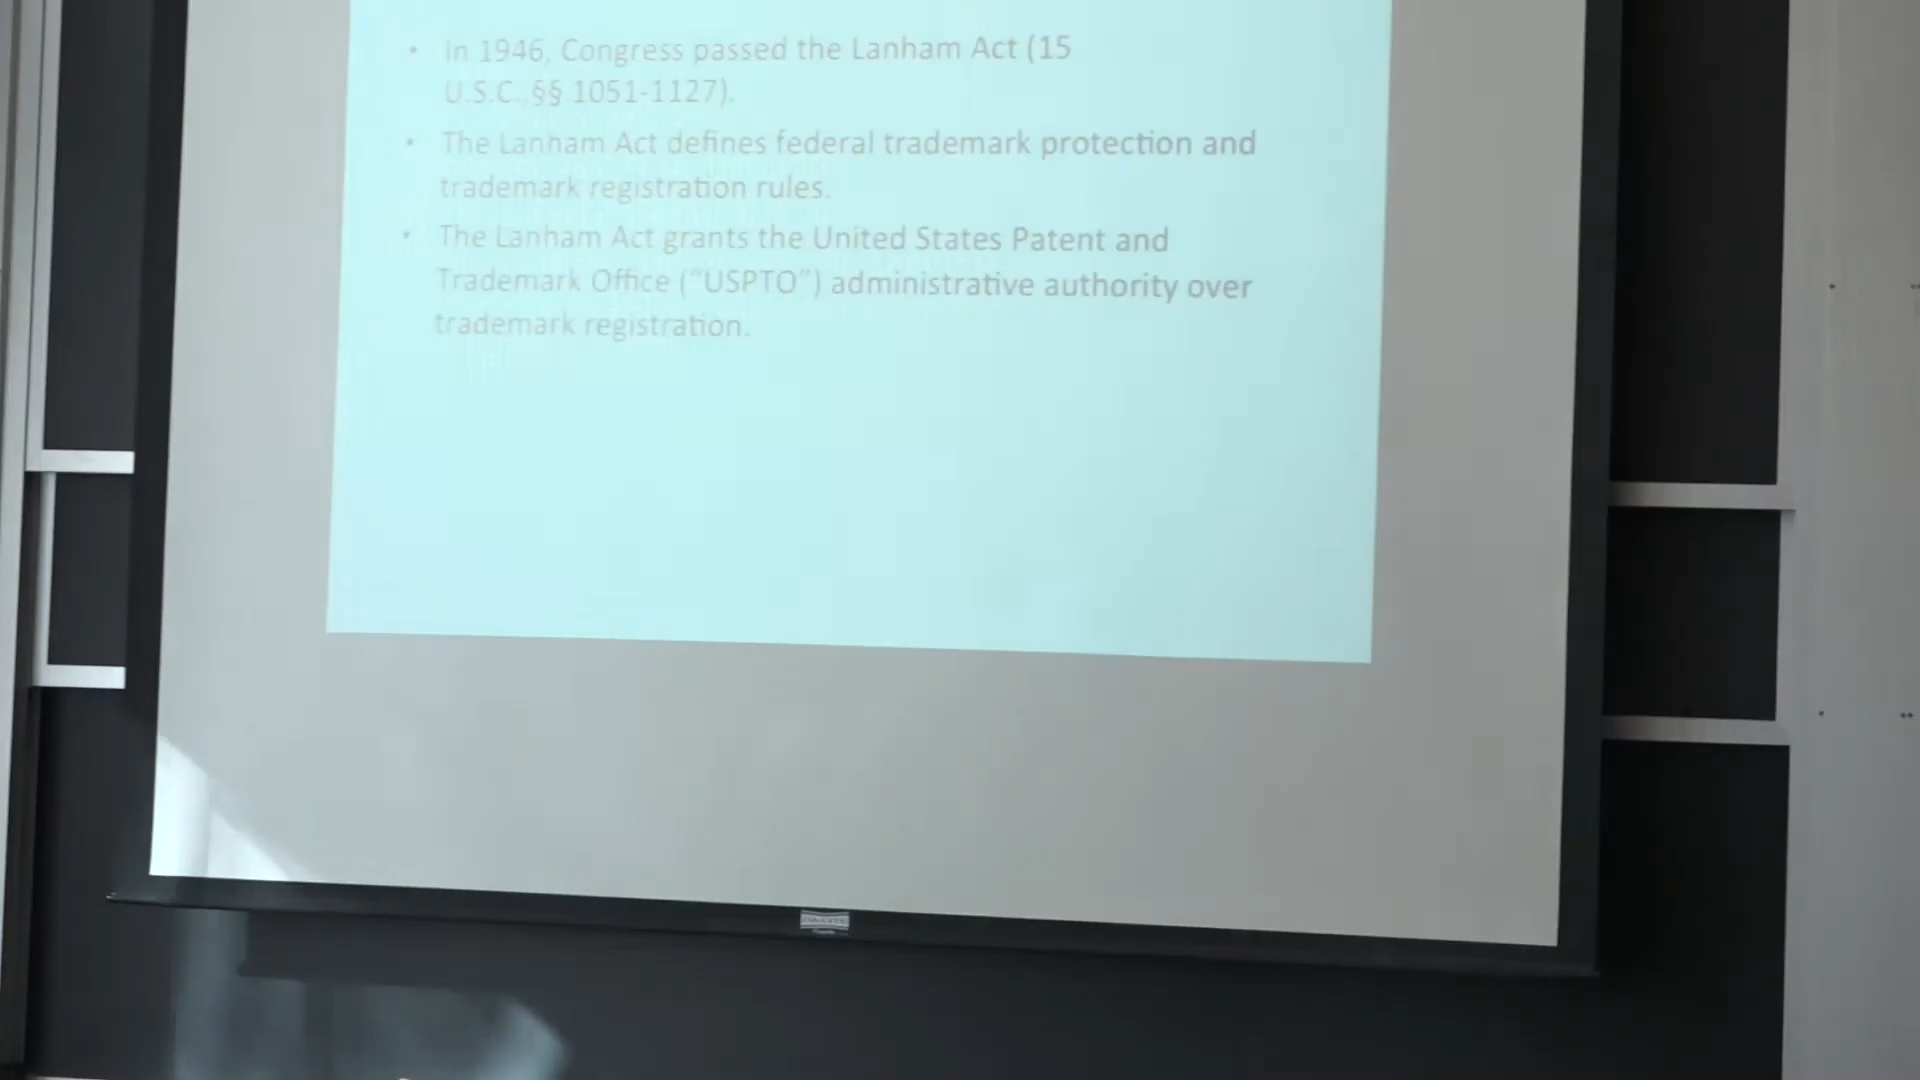 • In 1946, Congress passed the Lanham Act (15
U.S.C. §§ 1051-1127).
• The Lanham Act defines federal trademark protection and
trademark registration rules.
• The Lanham Act grants the United States Patent and
Trademark Office (“USPTO”) administrative authority over
trademark registration.